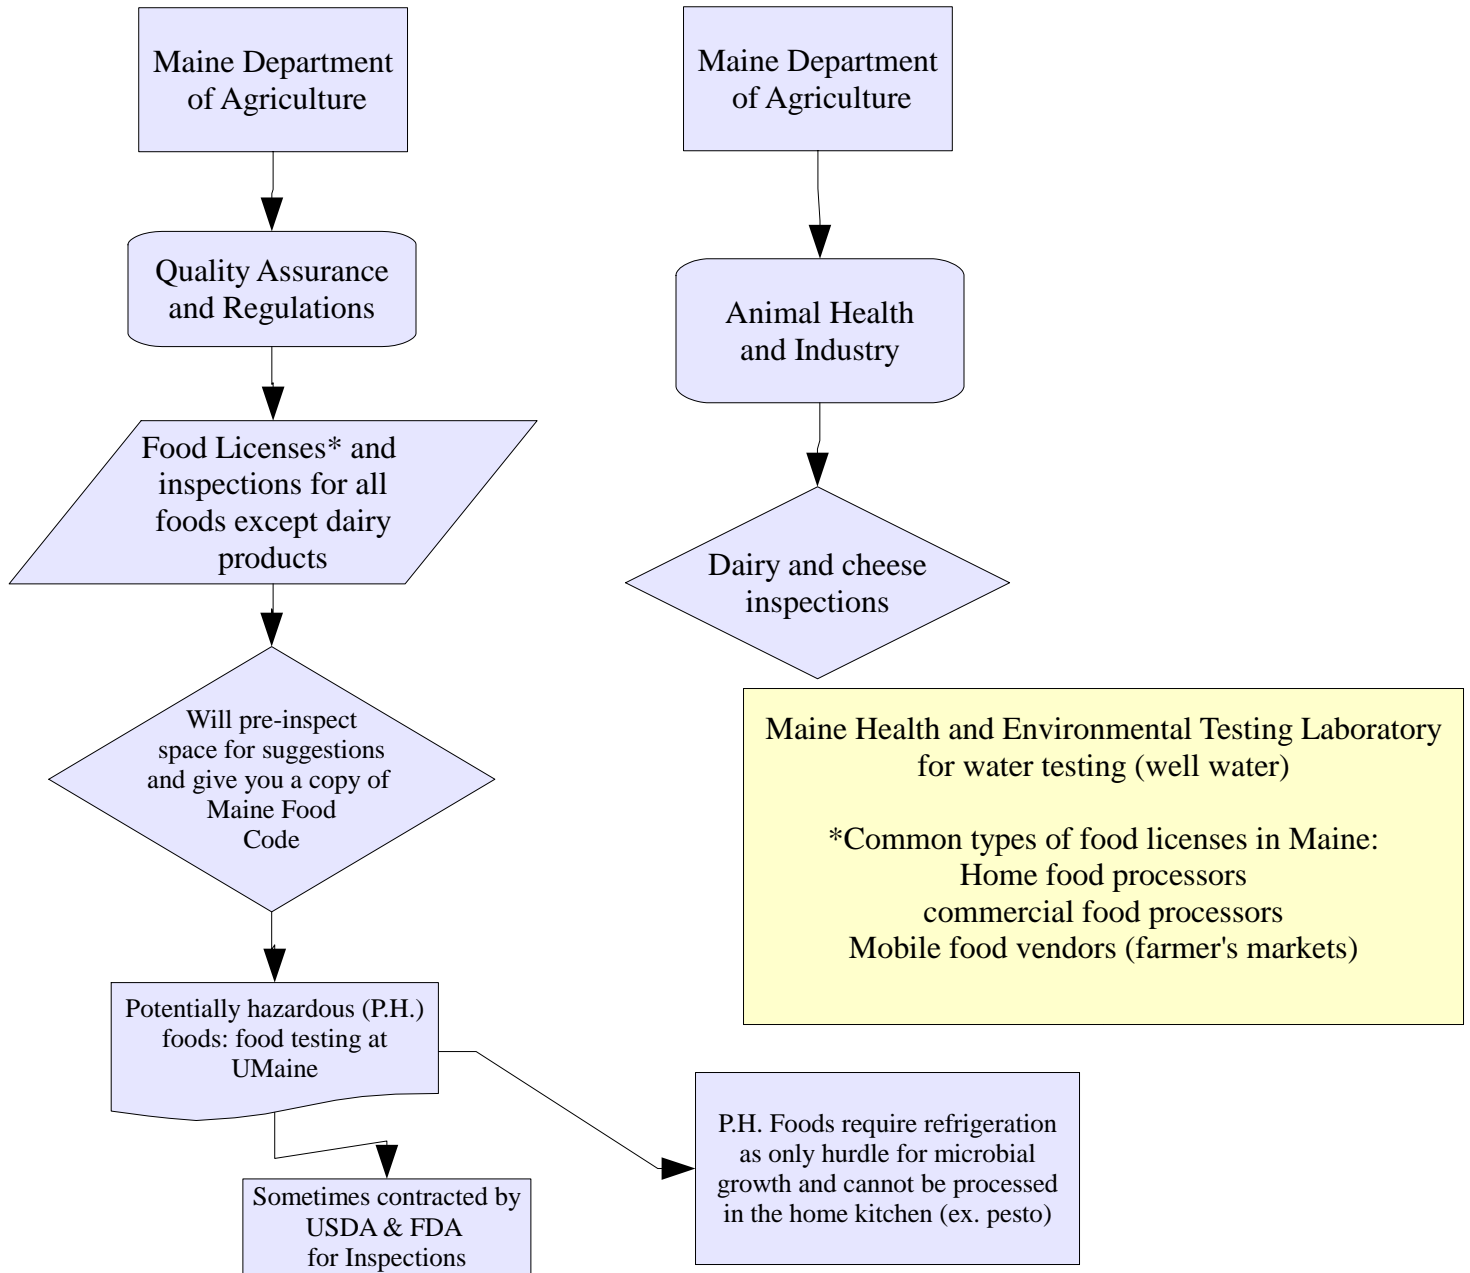 Maine Department
of Agriculture
Quality Assurance
and Regulations
Food Licenses* and
inspections for all
foods except dairy
products
Will pre-inspect
space for suggestions
and give you a copy of
Maine Food
Code
Potentially hazardous (P.H.)
foods: food testing at
UMaine
Sometimes contracted by
USDA & FDA
for Inspections
P.H. Foods require refrigeration
as only hurdle for microbial
growth and cannot be processed
in the home kitchen (ex. pesto)
Maine Department
of Agriculture
Animal Health
and Industry
Dairy and cheese
inspections
Maine Health and Environmental Testing Laboratory
for water testing (well water)
*Common types of food licenses in Maine:
Home food processors
commercial food processors
Mobile food vendors (farmer's markets)